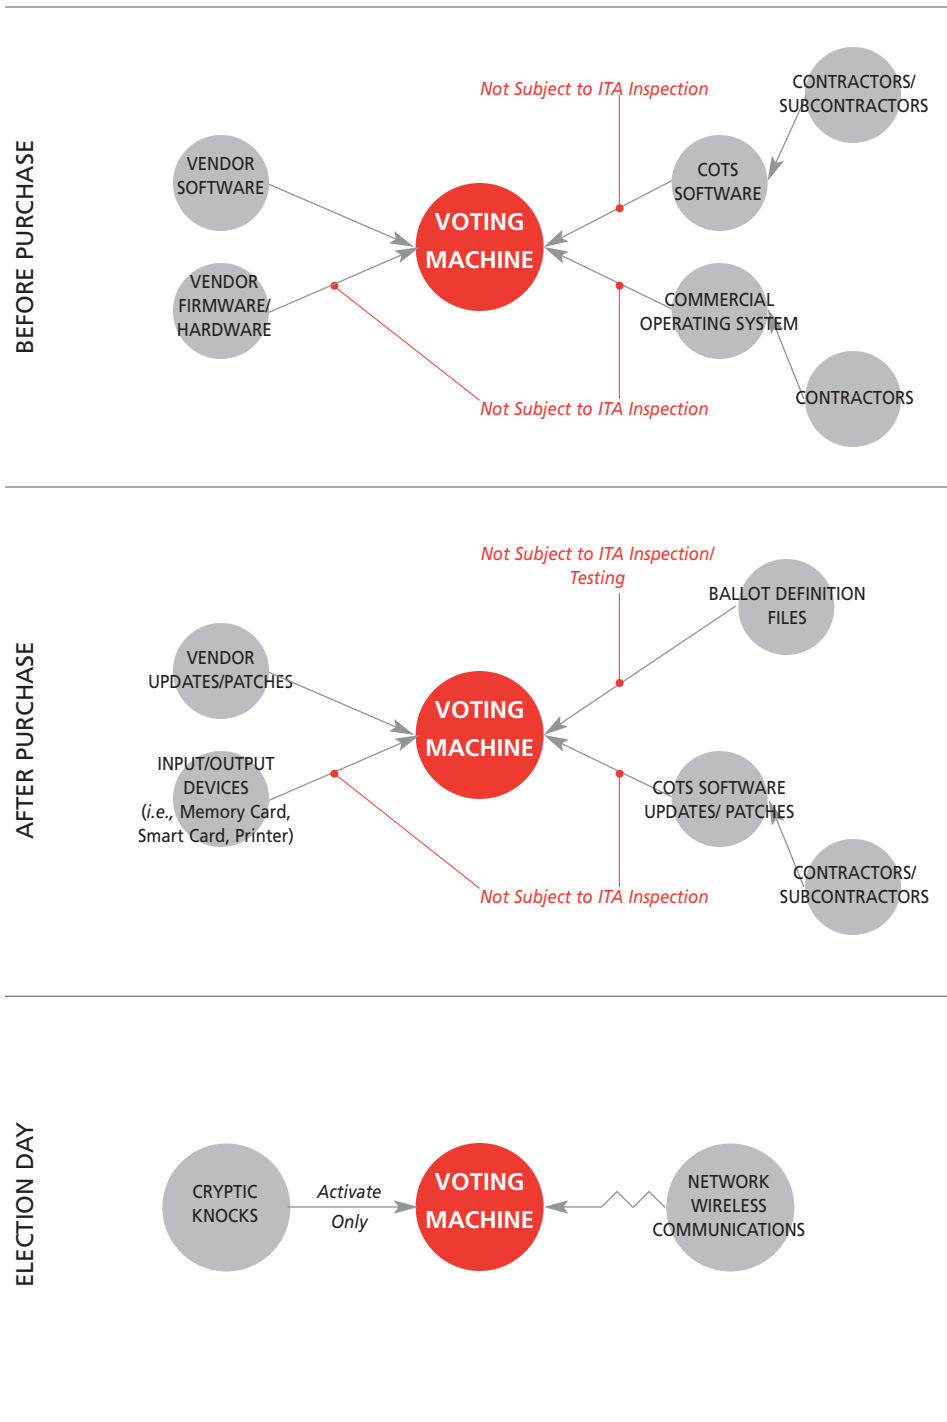 BEFORE PURCHASE
Not Subject to ITA Inspection
CONTRACTORS/
SUBCONTRACTORS
VENDOR
SOFTWARE
COTS
SOFTWARE
VOTING
MACHINE
VENDOR
FIRMWARE/
HARDWARE
COMMERCIAL
OPERATING SYSTEM
Not Subject to ITA Inspection
CONTRACTORS
AFTER PURCHASE
Not Subject to ITA Inspection/
Testing
BALLOT DEFINITION
FILES
VENDOR
UPDATES/PATCHES
VOTING
MACHINE
INPUT/OUTPUT
DEVICES
(i.e., Memory Card,
Smart Card, Printer)
COTS SOFTWARE
UPDATES/ PATCHES
Not Subject to ITA Inspection
CONTRACTORS/
SUBCONTRACTORS
ELECTION DAY
CRYPTIC
KNOCKS
Activate
Only
VOTING
MACHINE
NETWORK
WIRELESS
COMMUNICATIONS